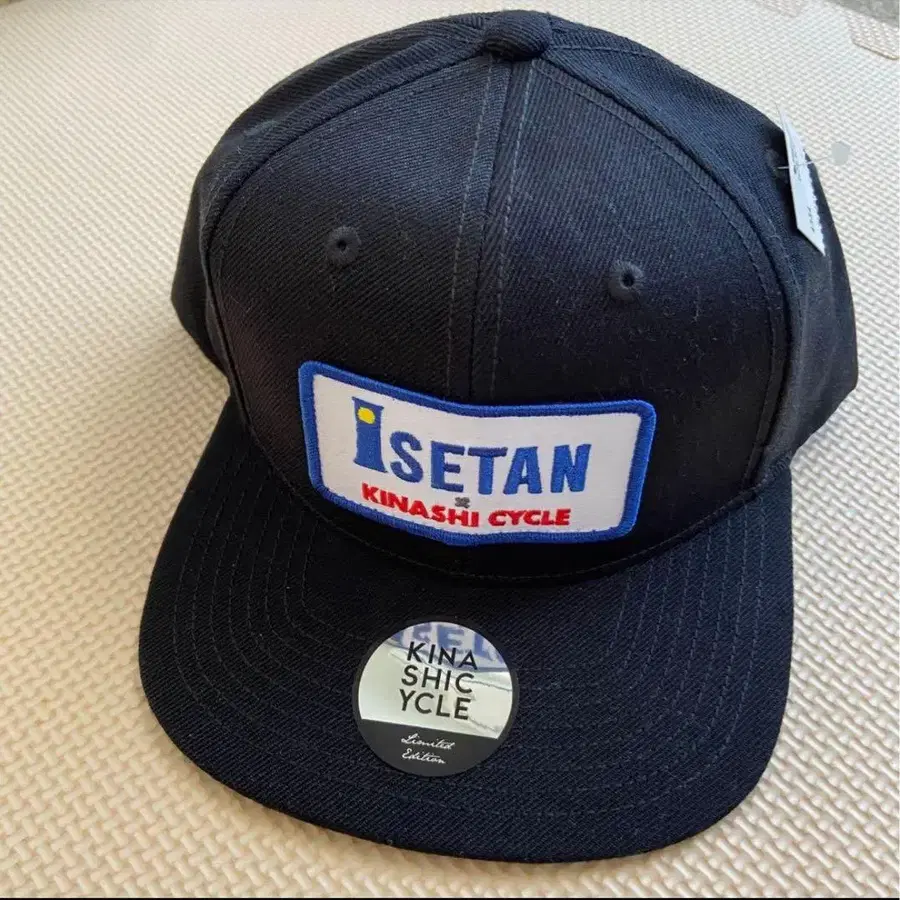 iSETAN
×
KINASHI CYCLE
KINA
SHIC
YCLE
Limited
Edition